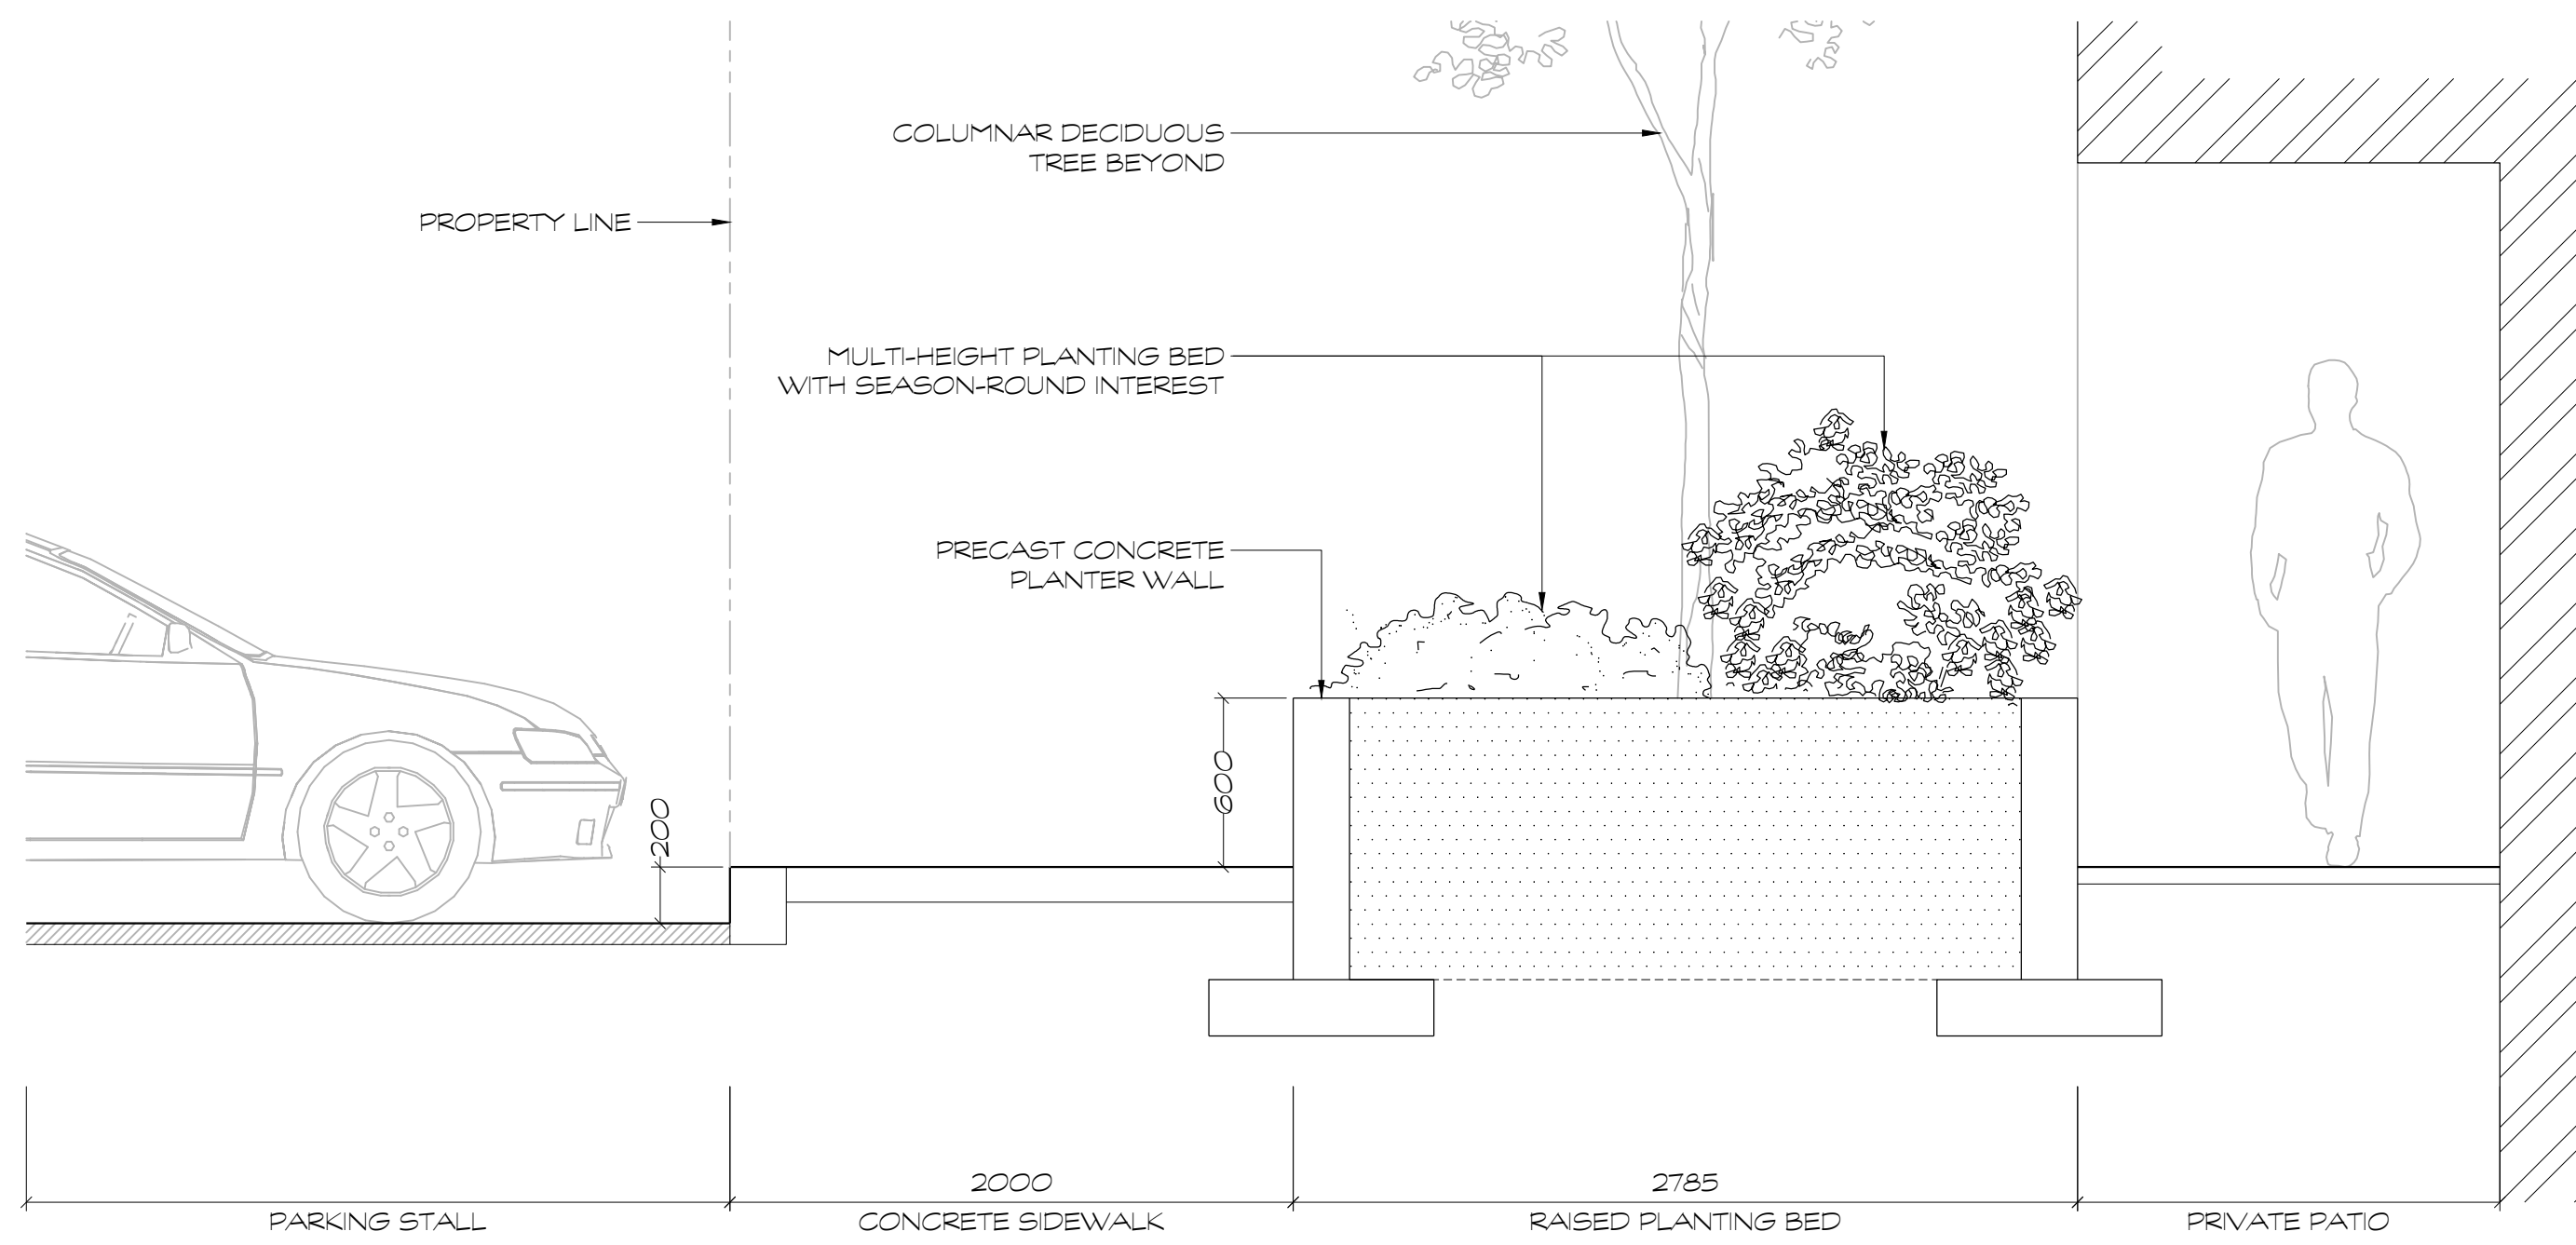 COLUMNAR DECIDUOUS
TREE BEYOND
PROPERTY LINE
MULTI-HEIGHT PLANTING BED
WITH SEASON-ROUND INTEREST
PRECAST CONCRETE
PLANTER WALL
600
200
2000
2785
PARKING STALL
CONCRETE SIDEWALK
RAISED PLANTING BED
PRIVATE PATIO